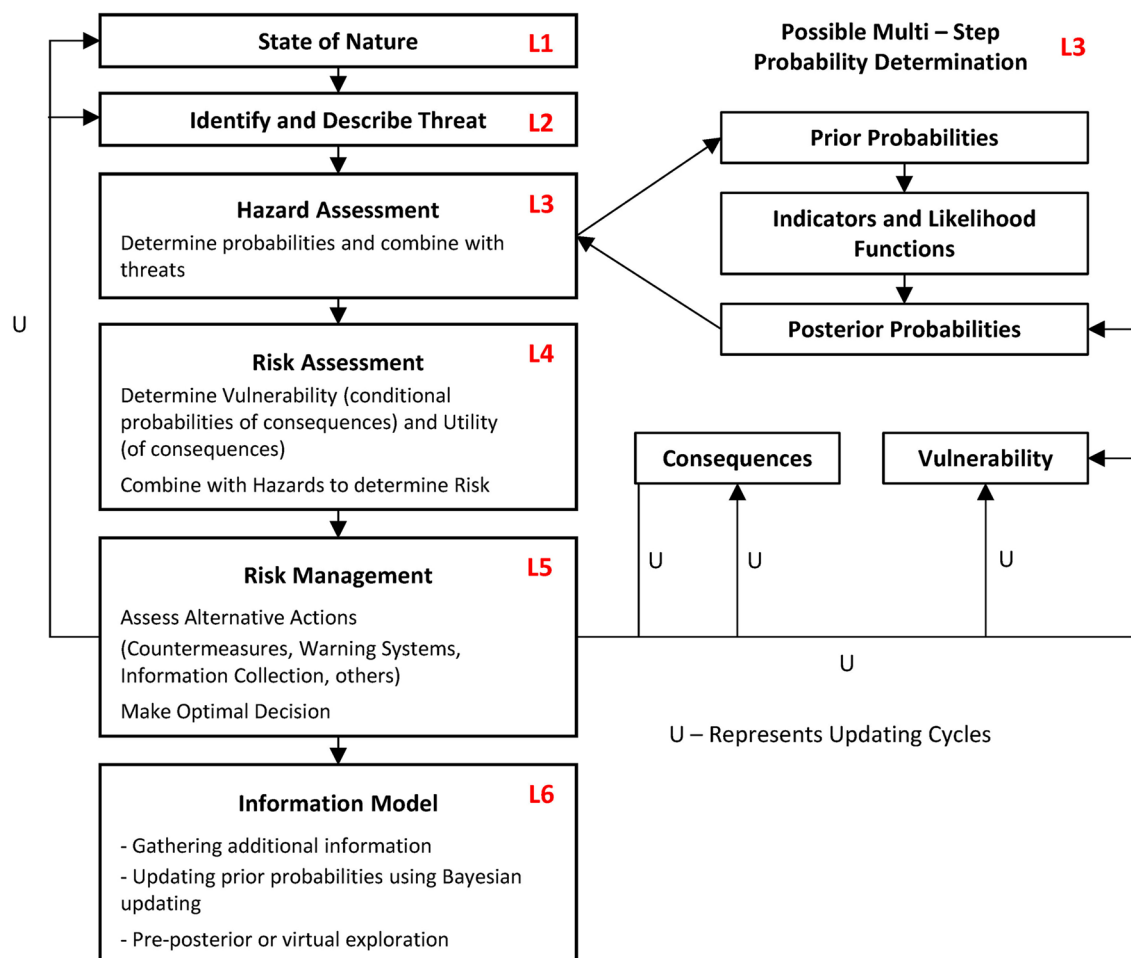 State of Nature L1
Identify and Describe Threat L2
Hazard Assessment L3
Determine probabilities and combine with
threats
Risk Assessment L4
Determine Vulnerability (conditional
probabilities of consequences) and Utility
(of consequences)
Combine with Hazards to determine Risk
Risk Management L5
Assess Alternative Actions
(Countermeasures, Warning Systems,
Information Collection, others)
Make Optimal Decision
Information Model L6
- Gathering additional information
- Updating prior probabilities using Bayesian
updating
- Pre-posterior or virtual exploration
U
Possible Multi – Step L3
Probability Determination
Prior Probabilities
Indicators and Likelihood
Functions
Posterior Probabilities
Consequences
Vulnerability
U
U
U
U
U – Represents Updating Cycles